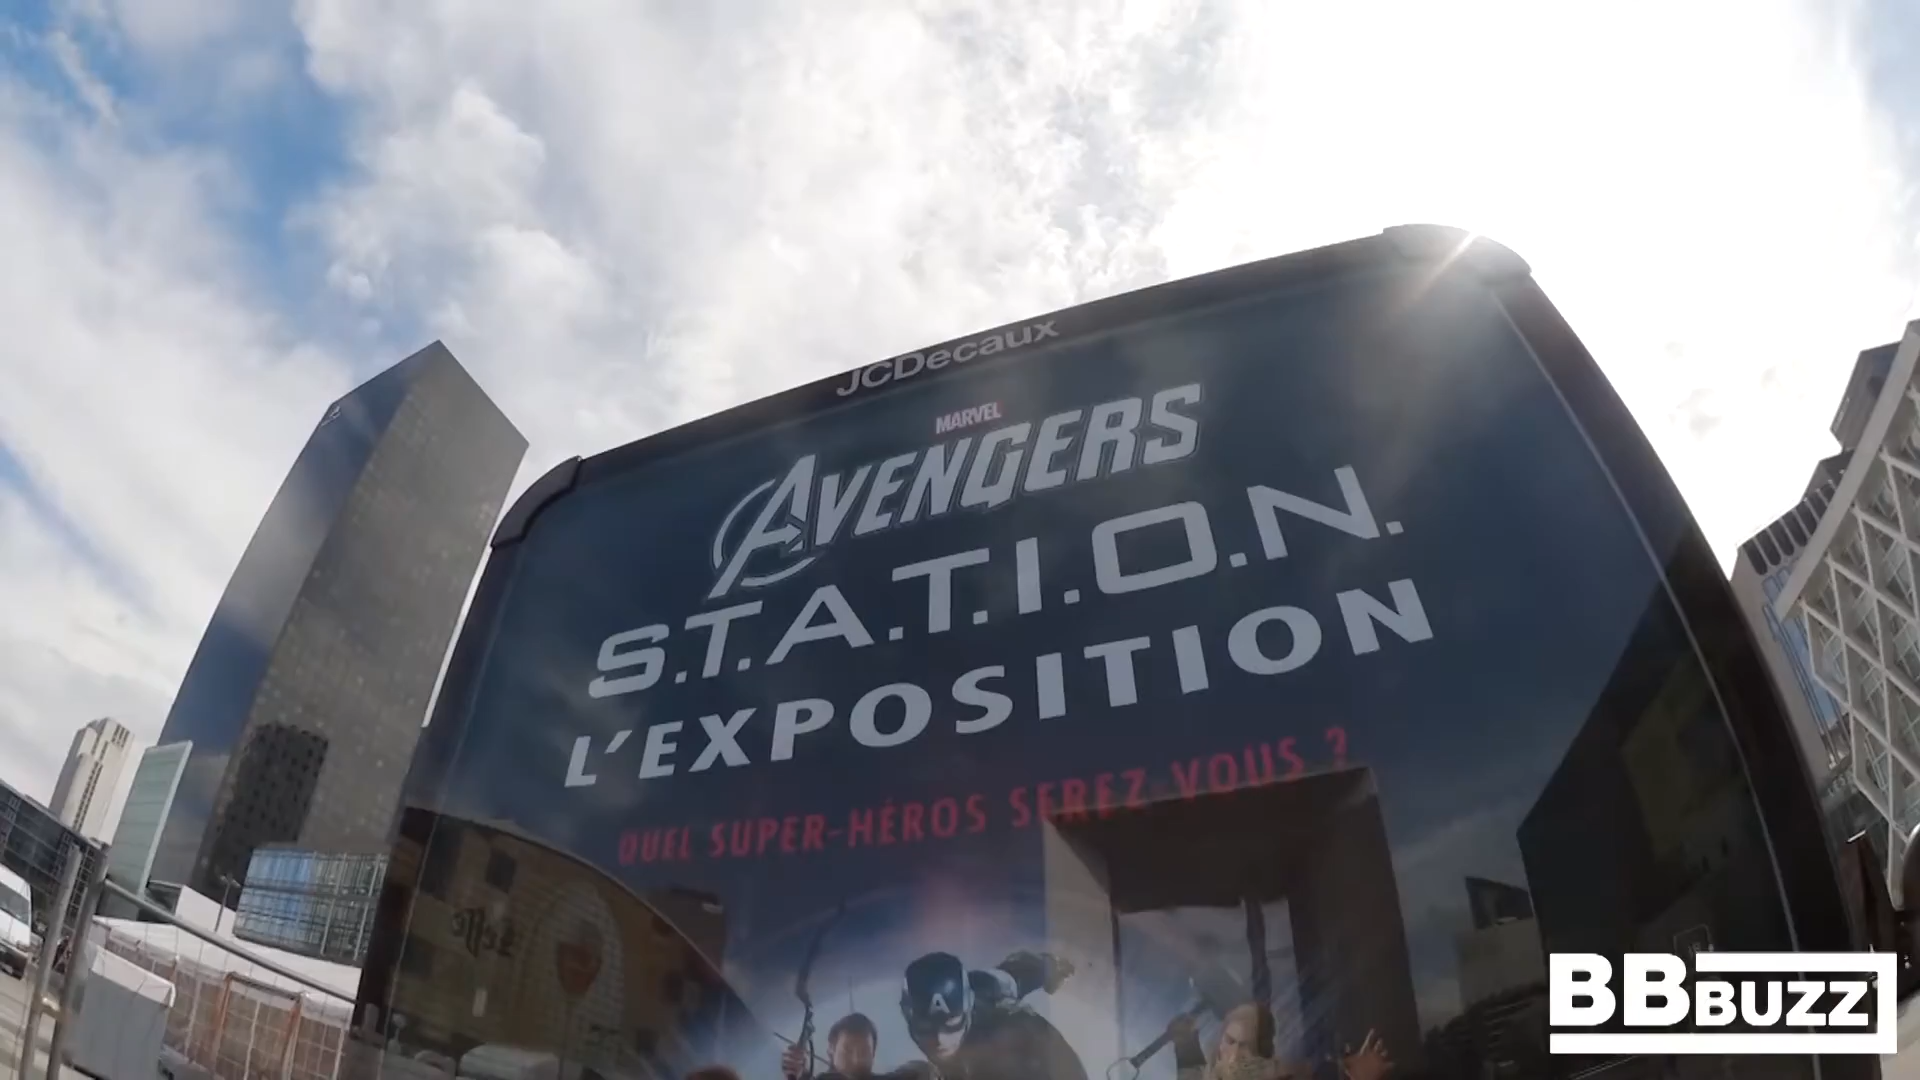 JCDecaux
MARVEL
AVENGERS
S.T.A.T.I.O.N.
L'EXPOSITION
QUEL SUPER-HÉROS SEREZ-VOUS ?
A
BBBUZZ